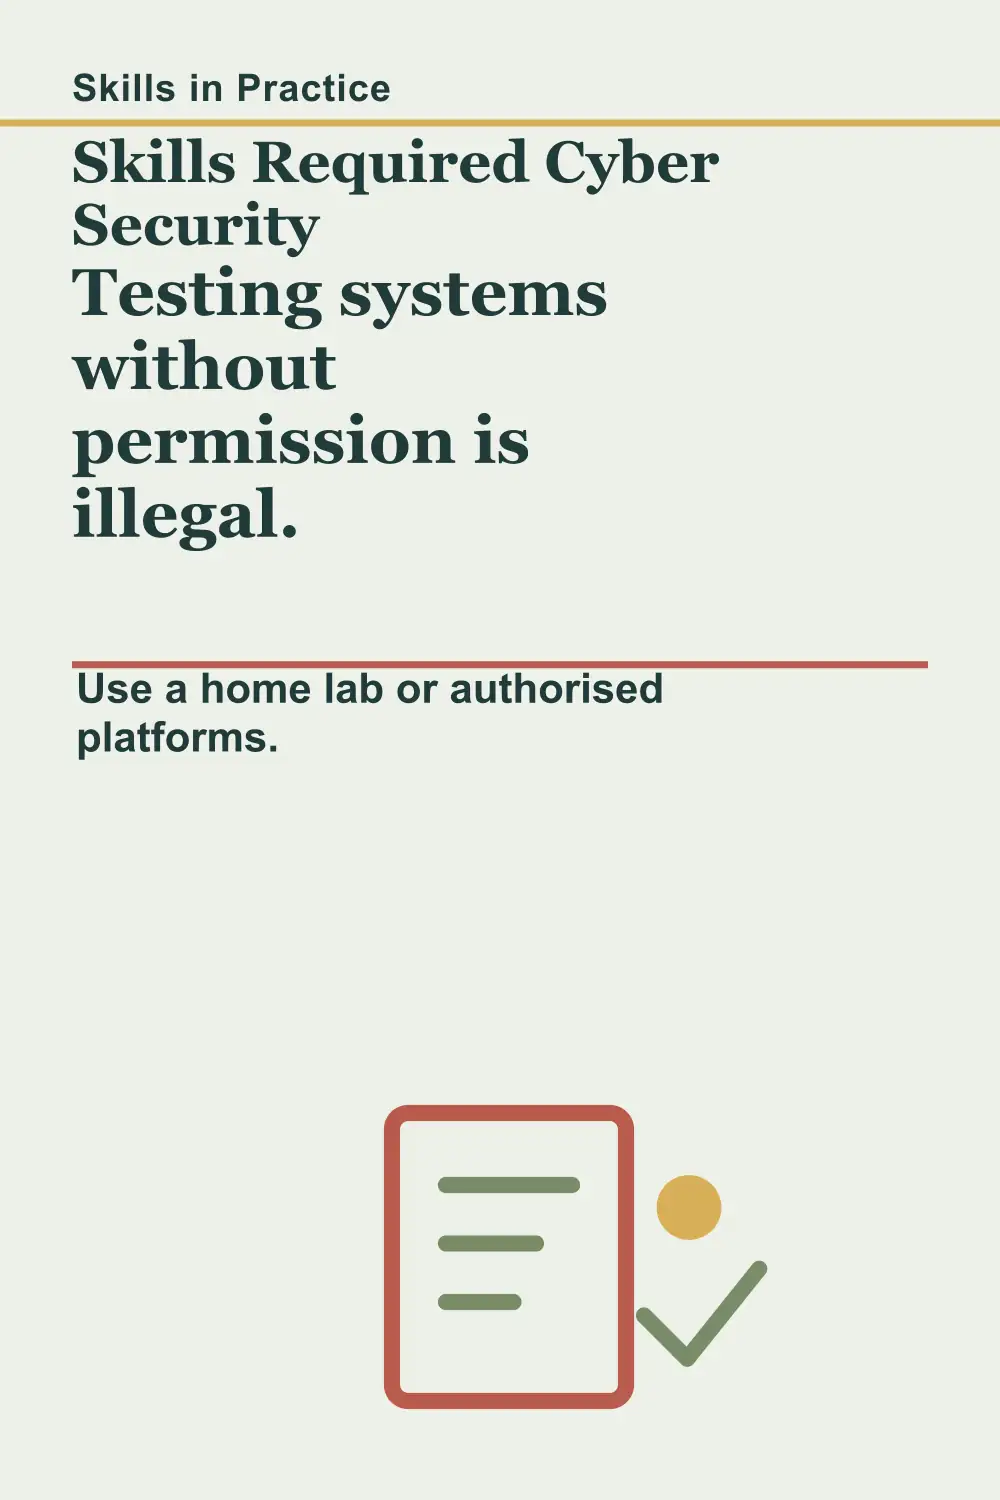 Skills in Practice
Skills Required Cyber
Security
Testing systems
without
permission is
illegal.
Use a home lab or authorised
platforms.